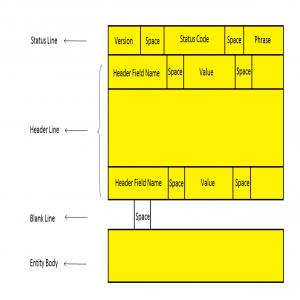 Status Line Version Space Status Code Space Phrase
Header Field Name Space Value Space
Header Line
Header Field Name Space Value Space
Blank Line Space
Entity Body